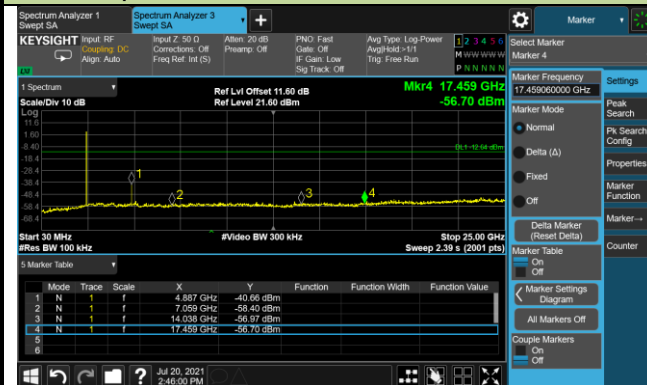 Spectrum Analyzer 1
Swept SA
Spectrum Analyzer 3
Swept SA
+
Marker
KEYSIGHT
Input: RF
Coupling: DC
Align: Auto
Input Z: 50 Ω
Corrections: Off
Freq Ref: Int (S)
Atten: 20 dB
Preamp: Off
PNO: Fast
Gate: Off
IF Gain: Low
Sig Track: Off
Avg Type: Log-Power
Avg|Hold:>1/1
Trig: Free Run
1 2 3 4 5 6
M W W W W W
P N N N N N
Select Marker
Marker 4
LW
1 Spectrum
Scale/Div 10 dB
Ref Lvl Offset 11.60 dB
Ref Level 21.60 dBm
Mkr4 17.459 GHz
-56.70 dBm
Log
11.6
1.60
-8.40
-18.4
-28.4
-38.4
-48.4
-58.4
-68.4
DL1 -12.64 dBm
1
2
3
4
Start 30 MHz
#Res BW 100 kHz
#Video BW 300 kHz
Stop 25.00 GHz
Sweep 2.39 s (2001 pts)
5 Marker Table
Mode Trace Scale X Y Function Function Width Function Value
1 N 1 f 4.887 GHz -40.66 dBm
2 N 1 f 7.059 GHz -58.40 dBm
3 N 1 f 14.038 GHz -56.97 dBm
4 N 1 f 17.459 GHz -56.70 dBm
5
6
Marker Frequency
17.459060000 GHz
Marker Mode
Normal
Delta (Δ)
Fixed
Off
Delta Marker
(Reset Delta)
Marker Table
On
Off
Marker Settings
Diagram
All Markers Off
Couple Markers
On
Off
Settings
Peak
Search
Pk Search
Config
Properties
Marker
Function
Marker→
Counter
?
Jul 20, 2021
2:46:00 PM